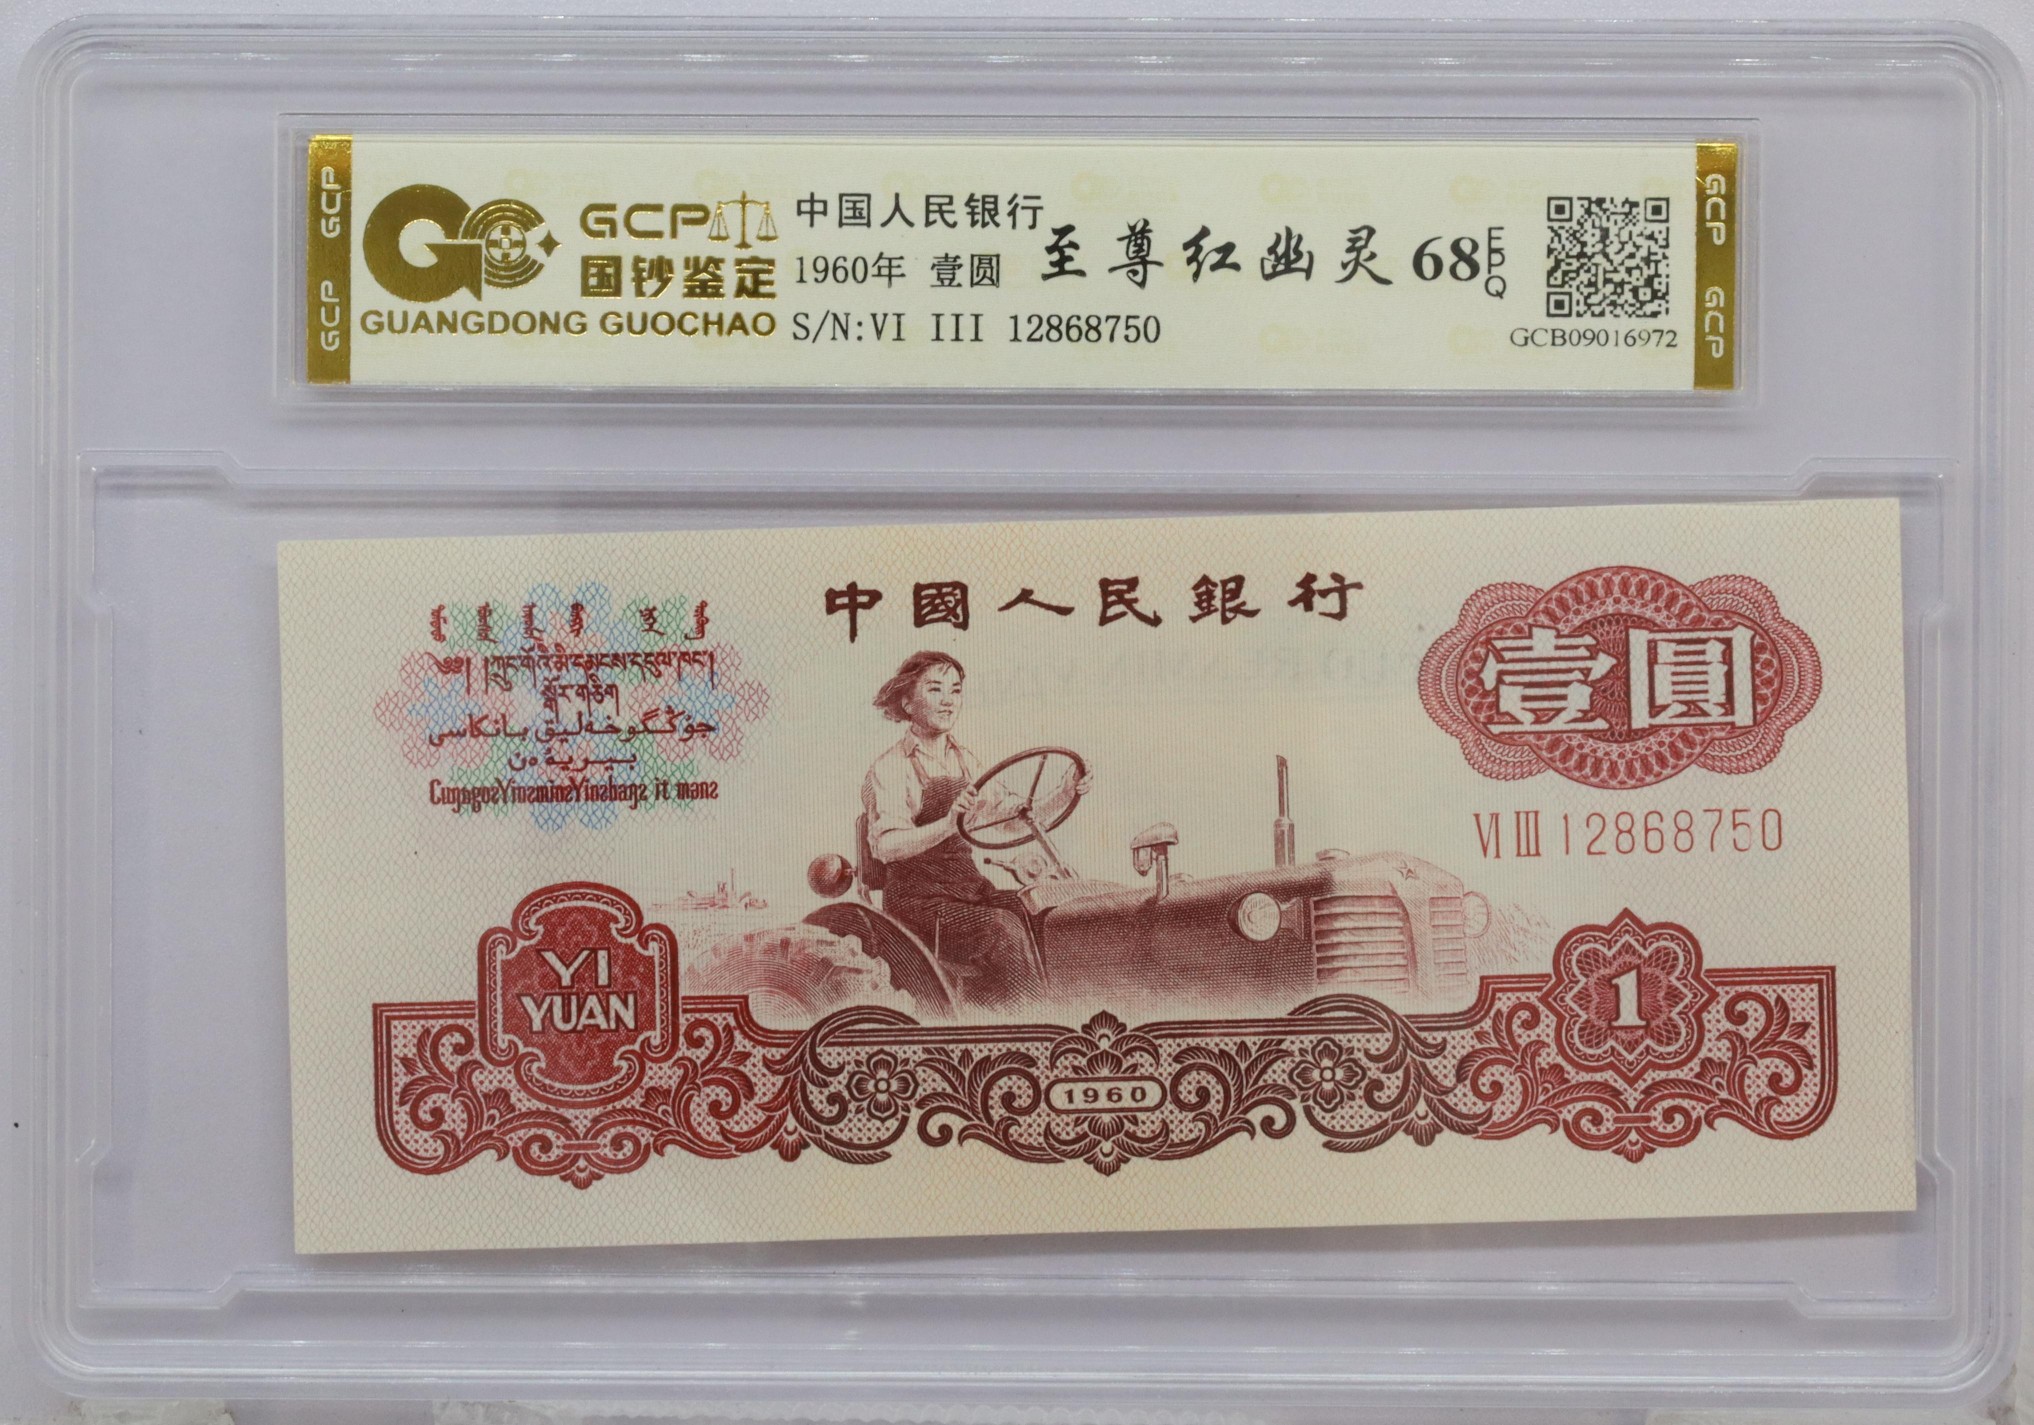 GCP
GCP
GCP
国钞鉴定
GUANGDONG GUOCHAO
中国人民银行
1960年 壹圆
S/N:VI III 12868750
至尊红幽灵 68 EPQ
GCB09016972
GCP
GCP
中國人民銀行
壹圓
VI III 12868750
YI
YUAN
1960
1